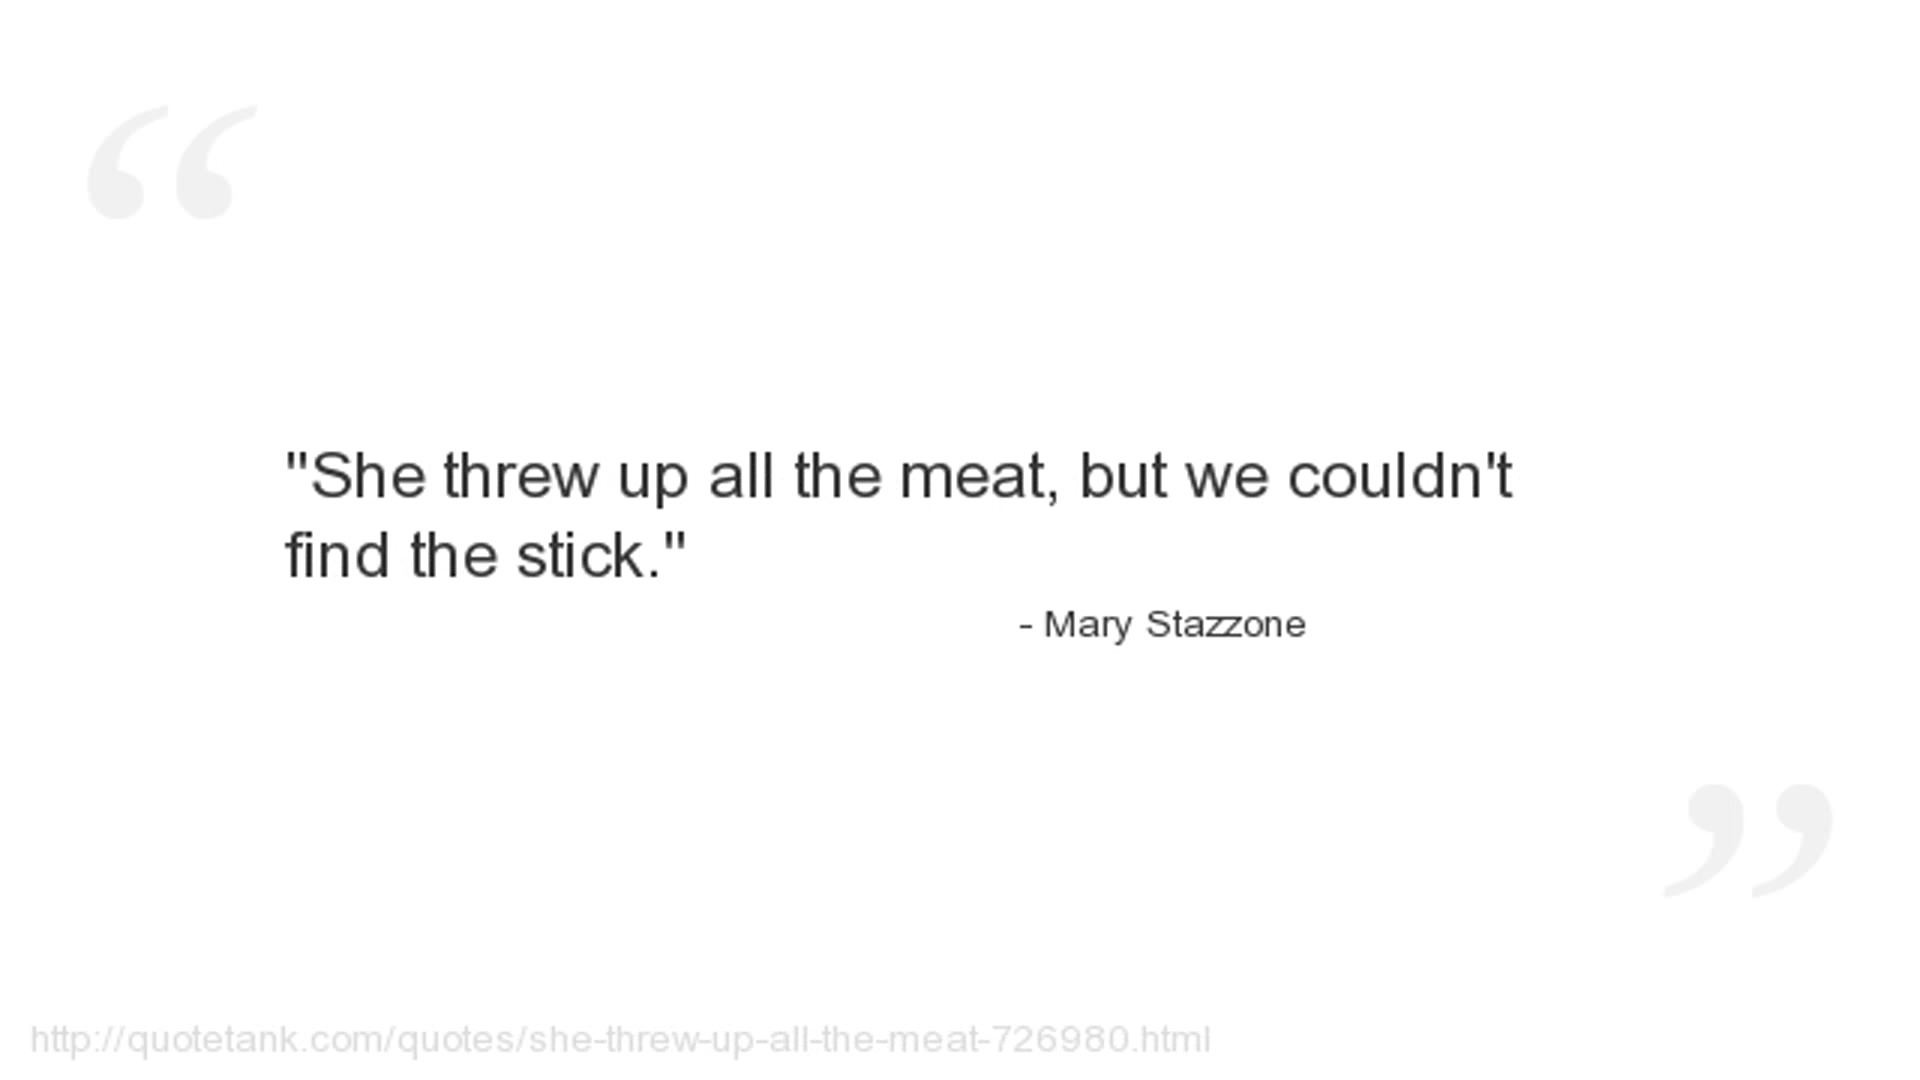 "She threw up all the meat, but we couldn't
find the stick."
- Mary Stazzone
http://quotetank.com/quotes/she-threw-up-all-the-meat-726980.html